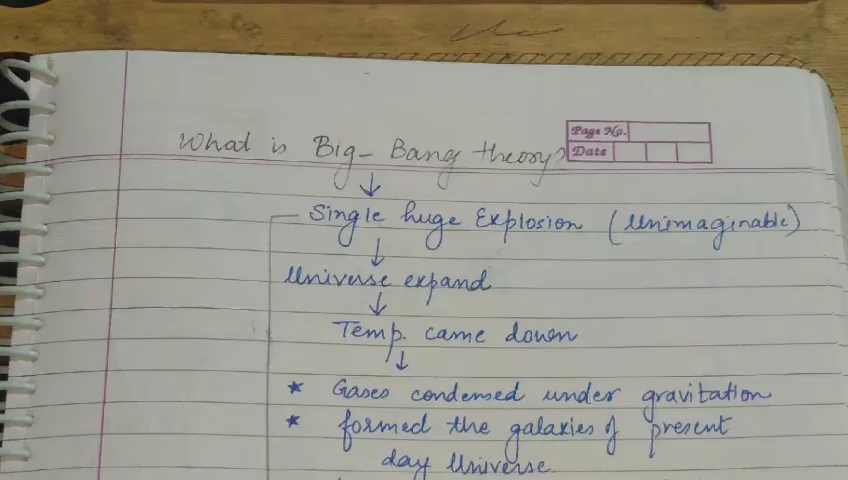 Page No.
Date
What is Big-Bang theory?
↓
Single huge Explosion (Unimaginable)
↓
Universe expand
↓
Temp. came down
↓
* Gases condensed under gravitation
* formed the galaxies of present
day Universe